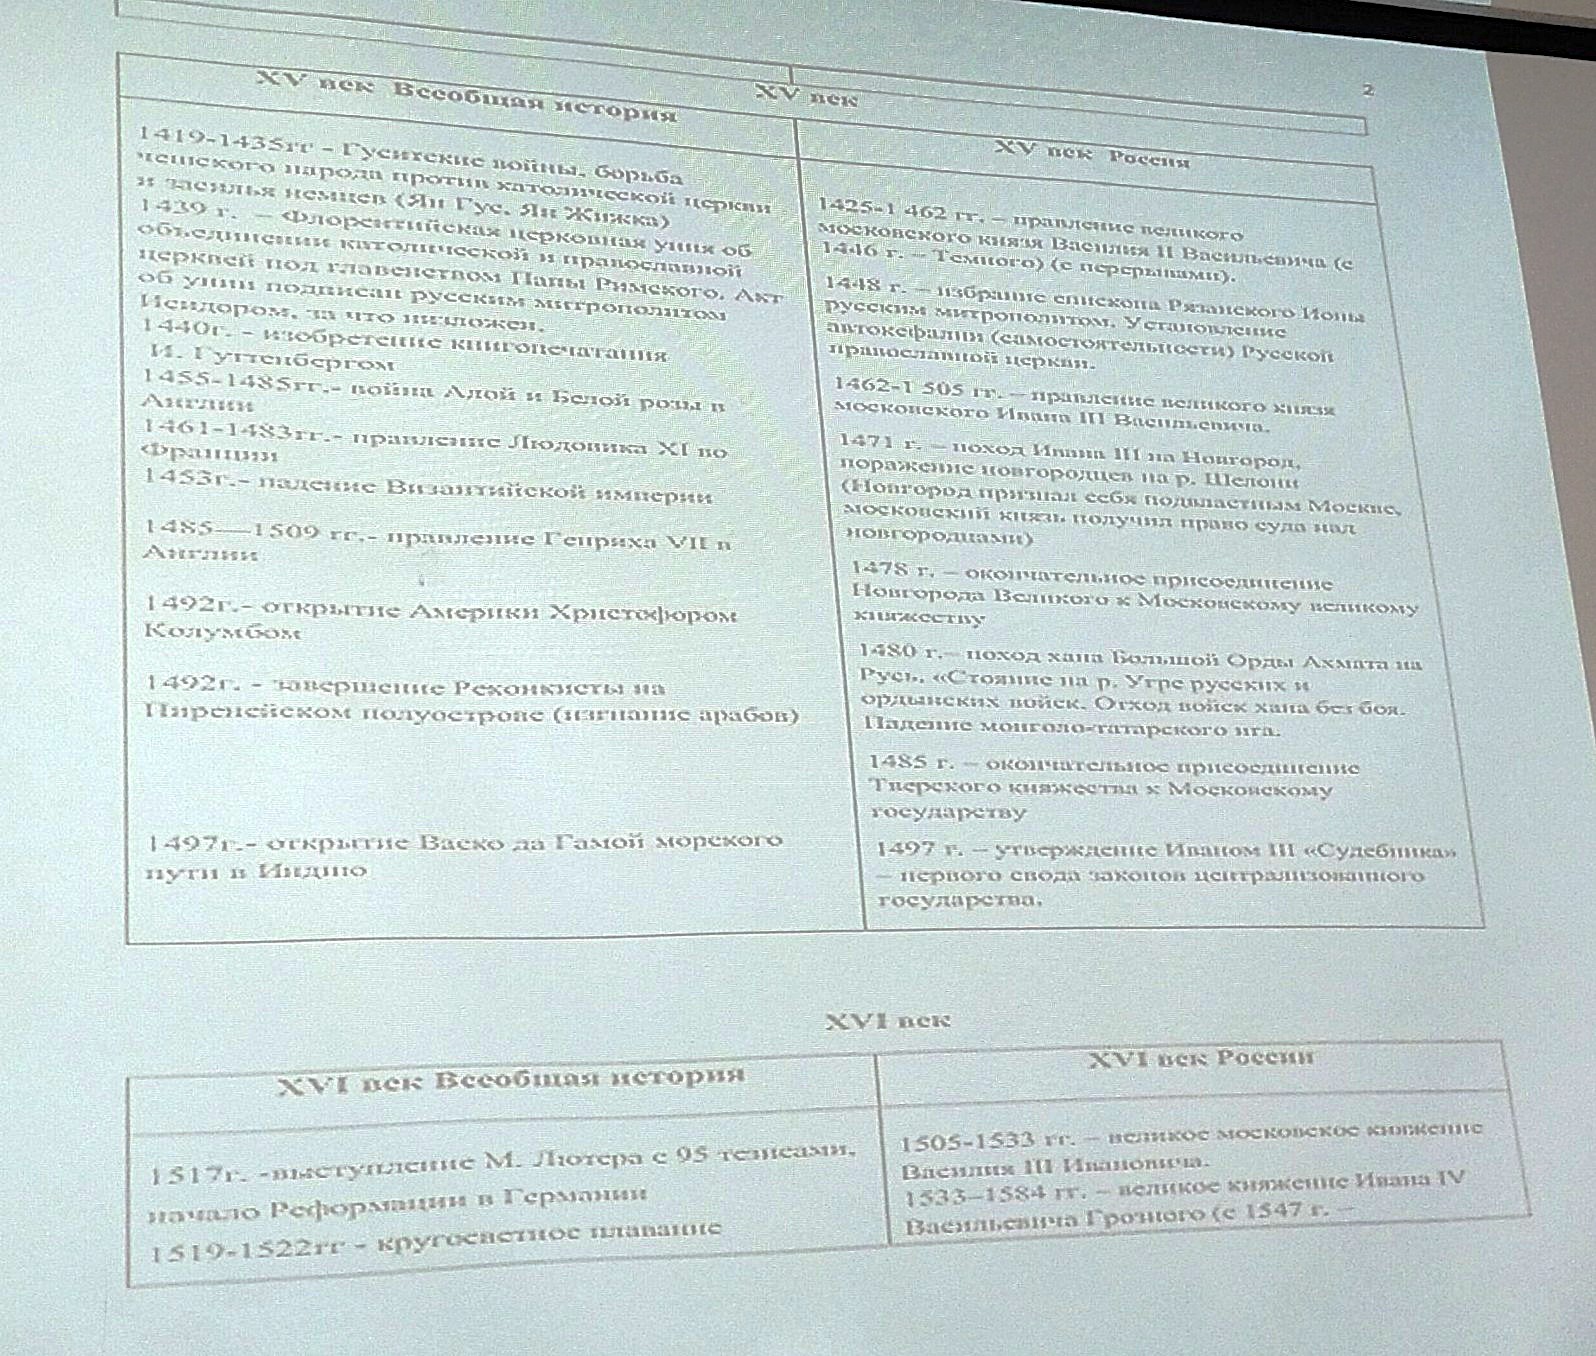 2
XV век
XV век Всеобщая история
1419-1435гг - Гуситские войны, борьба
чешского народа против католической церкви
и засилья немцев (Ян Гус, Ян Жижка)
1439 г. – Флорентийская церковная уния об
объединении католической и православной
церквей под главенством Папы Римского. Акт
об унии подписан русским митрополитом
Исидором, за что низложен.
1440г. - изобретение книгопечатания
И. Гуттенбергом
1455-1485гг.- война Алой и Белой розы в
Англии
1461-1483гг.- правление Людовика XI во
Франции
1453г.- падение Византийской империи
1485—1509 гг.- правление Генриха VII в
Англии
1492г.- открытие Америки Христофором
Колумбом
1492г. - завершение Реконкисты на
Пиренейском полуострове (изгнание арабов)
1497г.- открытие Васко да Гамой морского
пути в Индию
XV век Россия
1425-1 462 гг. – правление великого
московского князя Василия II Васильевича (с
1446 г. – Темного) (с перерывами).
1448 г. – избрание епископа Рязанского Ионы
русским митрополитом. Установление
автокефалии (самостоятельности) Русской
православной церкви.
1462-1 505 гг. – правление великого князя
московского Ивана III Васильевича.
1471 г. – поход Ивана III на Новгород,
поражение новгородцев на р. Шелони
(Новгород признал себя подвластным Москве,
московский князь получил право суда над
новгородцами)
1478 г. – окончательное присоединение
Новгорода Великого к Московскому великому
княжеству
1480 г.– поход хана Большой Орды Ахмата на
Русь. «Стояние на р. Угре русских и
ордынских войск. Отход войск хана без боя.
Падение монголо-татарского ига.
1485 г. – окончательное присоединение
Тверского княжества к Московскому
государству
1497 г. – утверждение Иваном III «Судебника»
– первого свода законов централизованного
государства.
XVI век
XVI век Всеобщая история
1517г. -выступление М. Лютера с 95 тезисами,
начало Реформации в Германии
1519-1522гг - кругосветное плавание
XVI век России
1505-1533 гг. – великое московское княжение
Василия III Ивановича.
1533–1584 гг. – великое княжение Ивана IV
Васильевича Грозного (с 1547 г. –